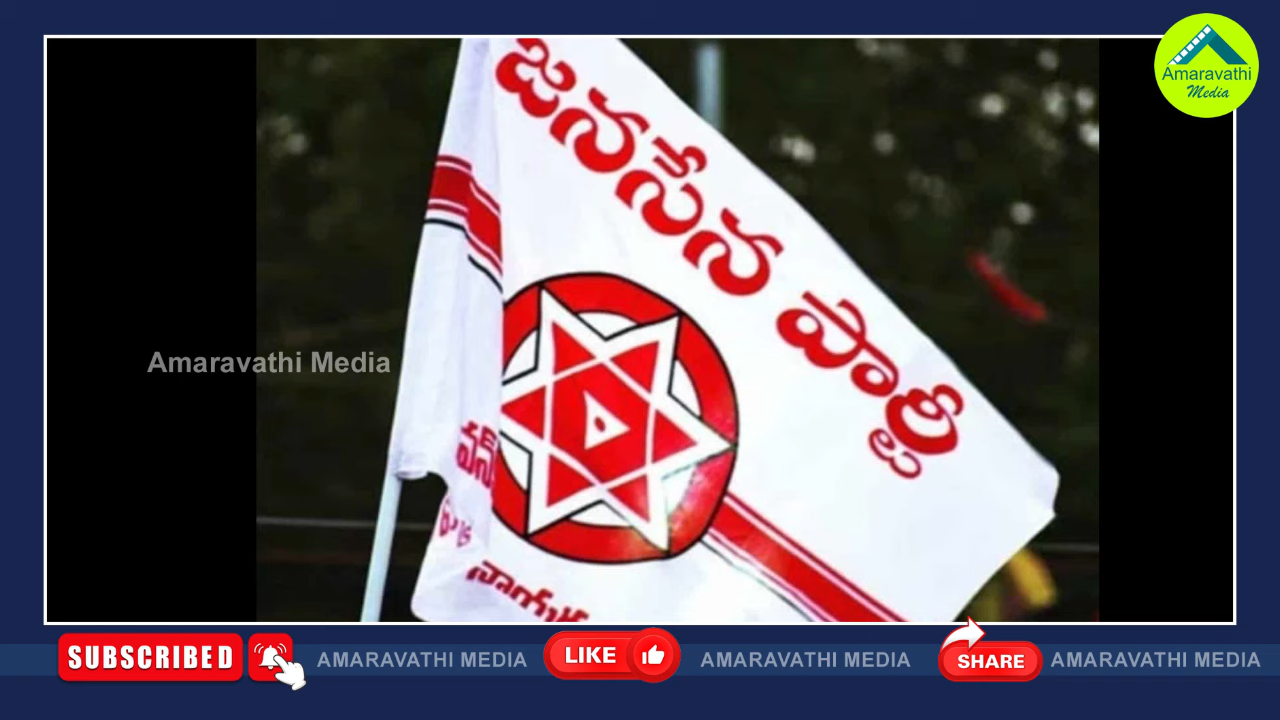 Amaravathi
Media
జనసేన పార్టీ
Amaravathi Media
SUBSCRIBED
AMARAVATHI MEDIA
LIKE
AMARAVATHI MEDIA
SHARE
AMARAVATHI MEDIA